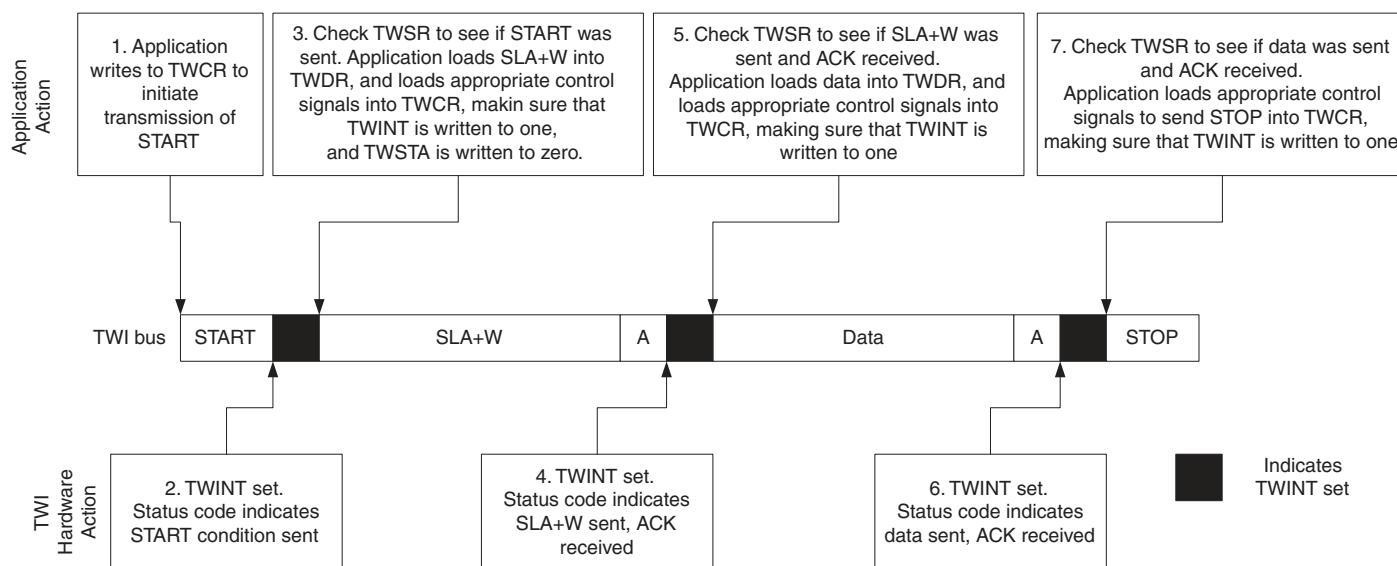 Application
Action
1. Application
writes to TWCR to
initiate
transmission of
START
3. Check TWSR to see if START was
sent. Application loads SLA+W into
TWDR, and loads appropriate control
signals into TWCR, makin sure that
TWINT is written to one,
and TWSTA is written to zero.
5. Check TWSR to see if SLA+W was
sent and ACK received.
Application loads data into TWDR, and
loads appropriate control signals into
TWCR, making sure that TWINT is
written to one
7. Check TWSR to see if data was sent
and ACK received.
Application loads appropriate control
signals to send STOP into TWCR,
making sure that TWINT is written to one
TWI bus
START
SLA+W
A
Data
A
STOP
TWI
Hardware
Action
2. TWINT set.
Status code indicates
START condition sent
4. TWINT set.
Status code indicates
SLA+W sent, ACK
received
6. TWINT set.
Status code indicates
data sent, ACK received
Indicates
TWINT set